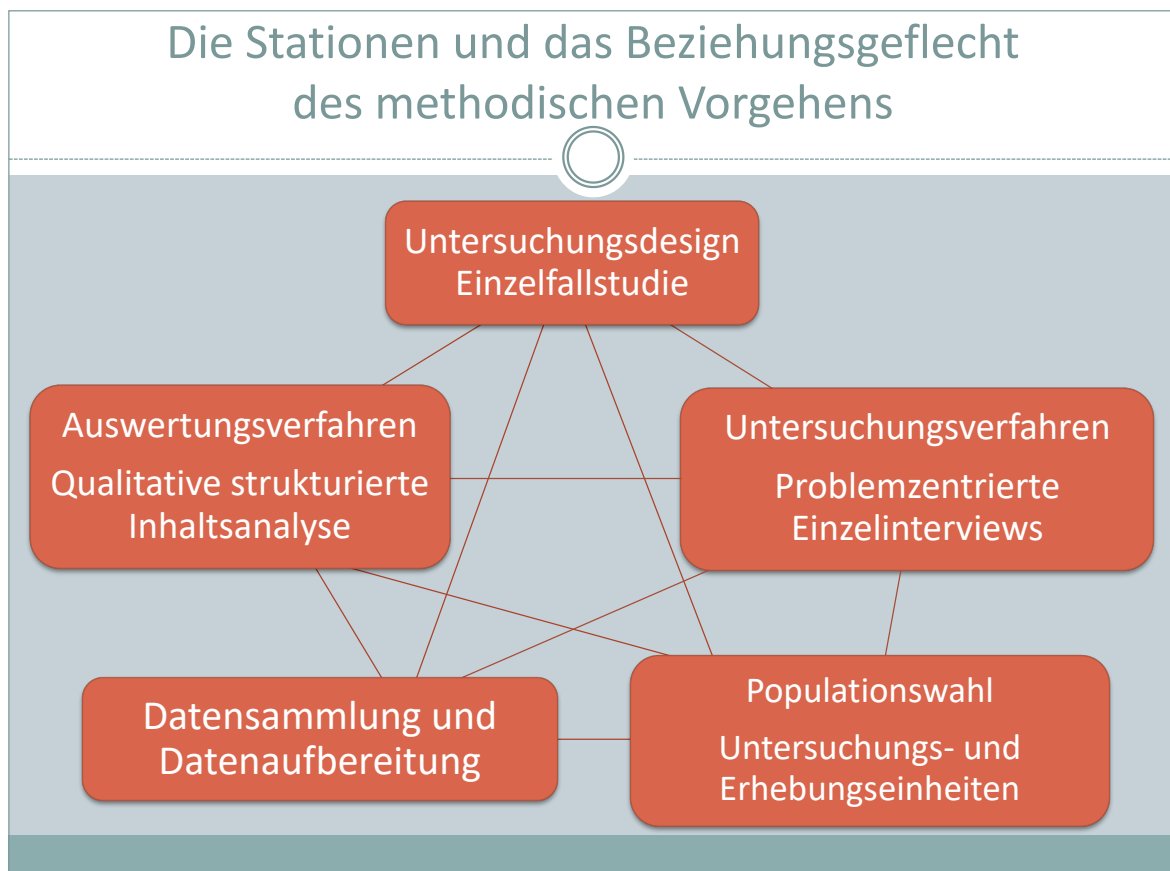 Die Stationen und das Beziehungsgeflecht
des methodischen Vorgehens
Untersuchungsdesign
Einzelfallstudie
Auswertungsverfahren
Qualitative strukturierte
Inhaltsanalyse
Untersuchungsverfahren
Problemzentrierte
Einzelinterviews
Datensammlung und
Datenaufbereitung
Populationswahl
Untersuchungs- und
Erhebungseinheiten